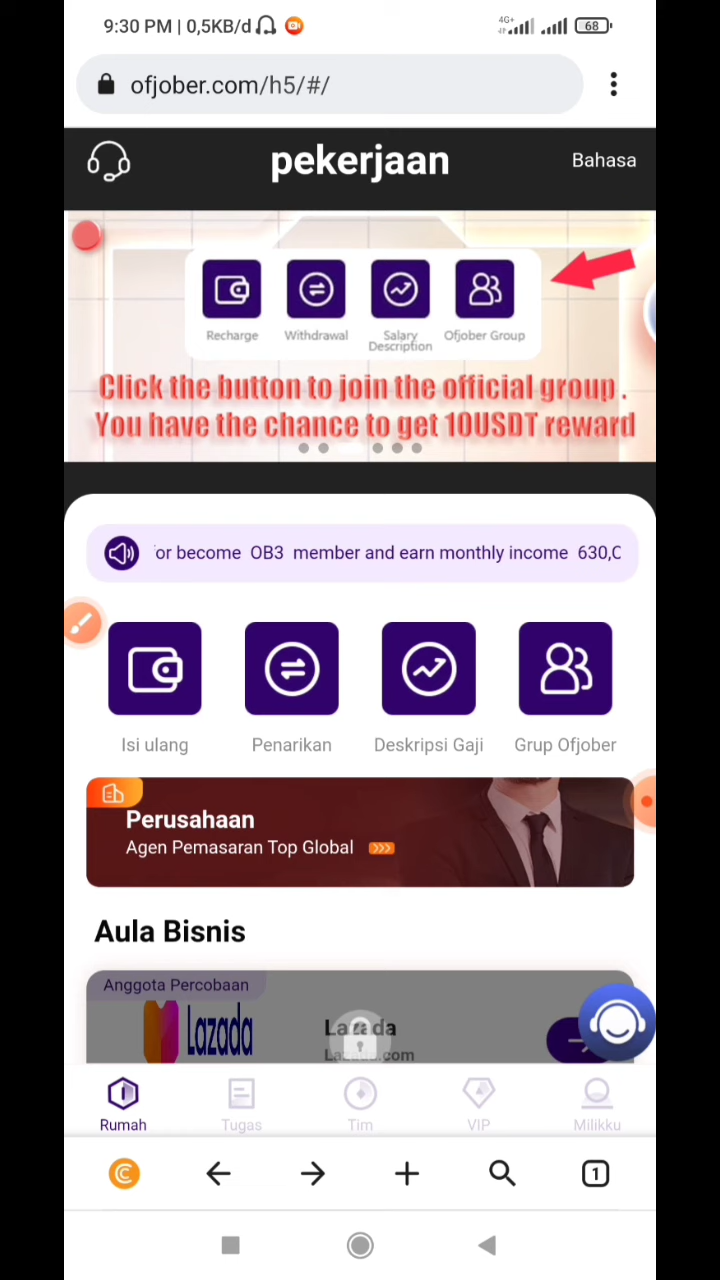 9:30 PM | 0,5KB/d
4G+
68
ofjober.com/h5/#/
pekerjaan
Bahasa
Recharge
Withdrawal
Salary Description
Ofjober Group
Click the button to join the official group .
You have the chance to get 10USDT reward
or become OB3 member and earn monthly income 630,
Isi ulang
Penarikan
Deskripsi Gaji
Grup Ofjober
Perusahaan
Agen Pemasaran Top Global
Aula Bisnis
Anggota Percobaan
Lazada
Lazada
Lazada.com
Rumah
Tugas
Tim
VIP
Milikku
1